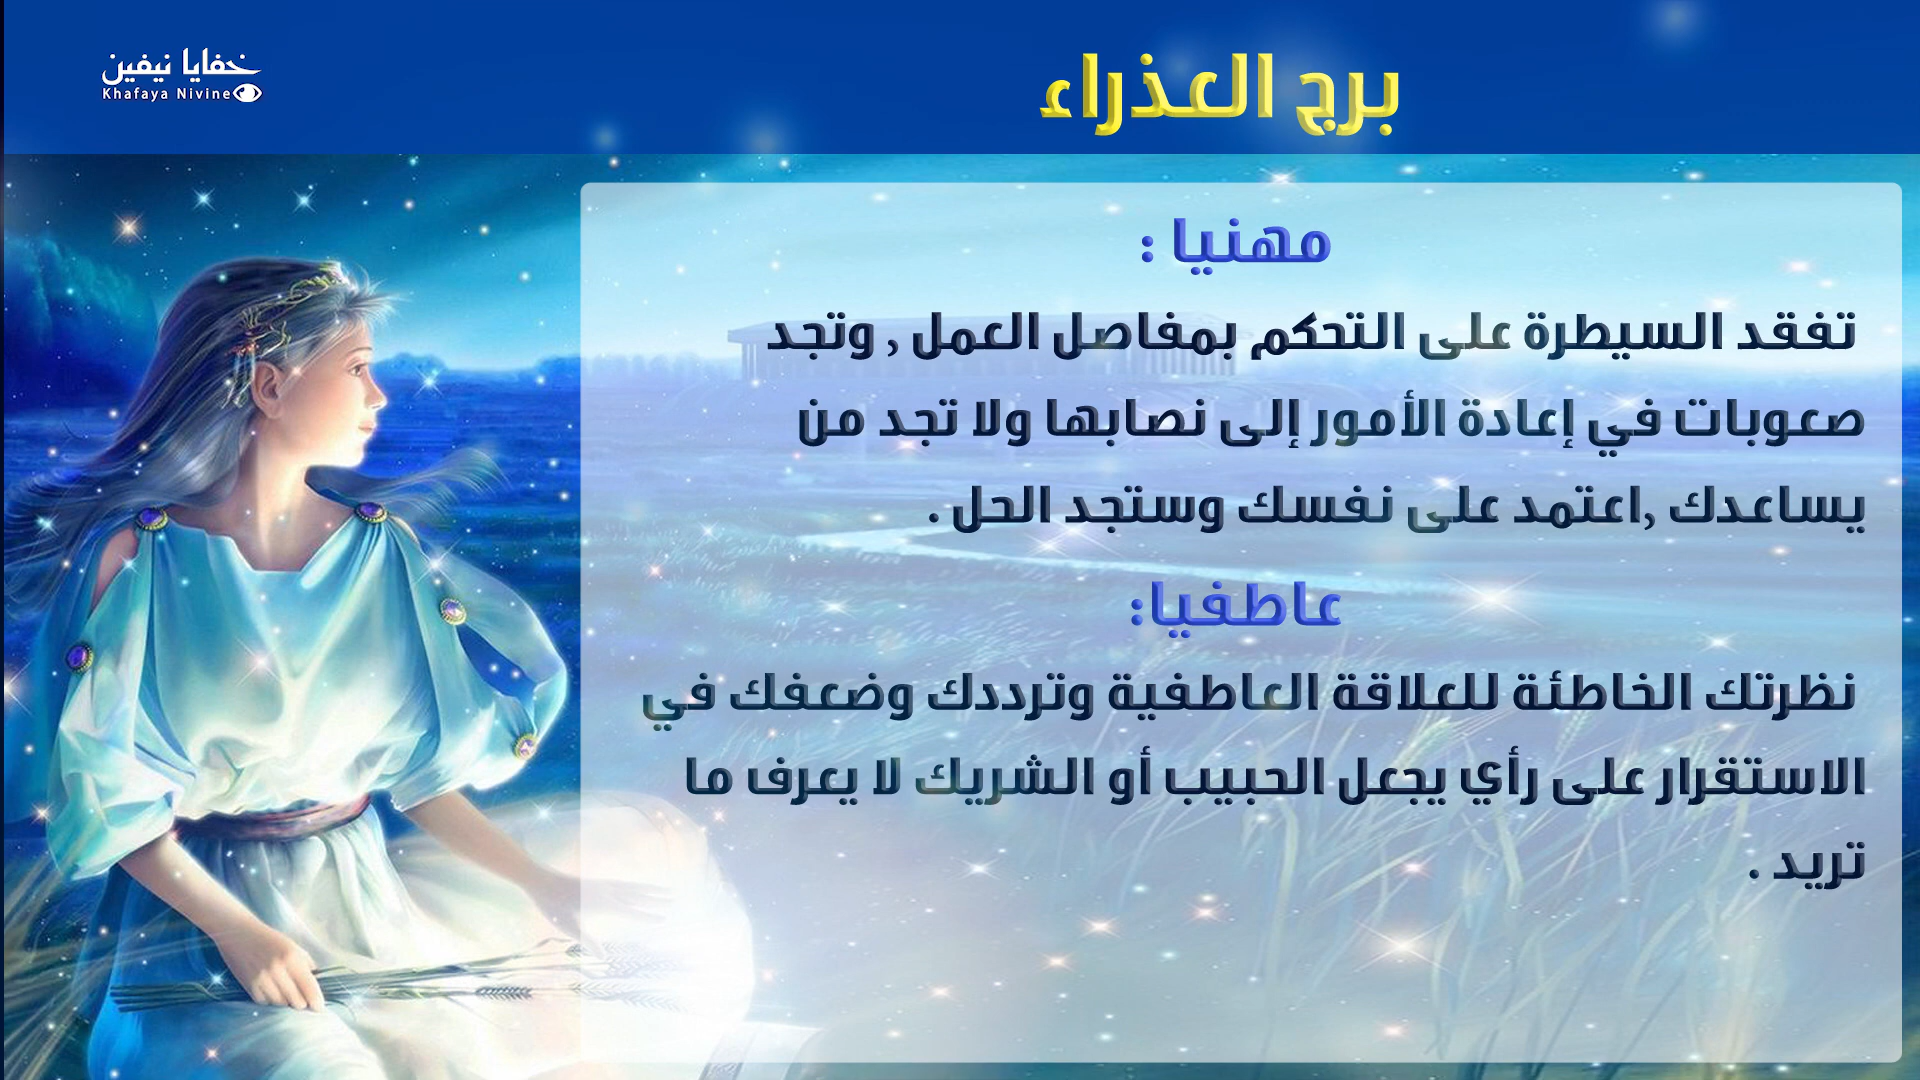 خفايا نيفين
Khafaya Nivine
برج العذراء
مهنيا :
تفقد السيطرة على التحكم بمفاصل العمل , وتجد
صعوبات في إعادة الأمور إلى نصابها ولا تجد من
يساعدك ,اعتمد على نفسك وستجد الحل .
عاطفيا:
نظرتك الخاطئة للعلاقة العاطفية وترددك وضعفك في
الاستقرار على رأي يجعل الحبيب أو الشريك لا يعرف ما
تريد .